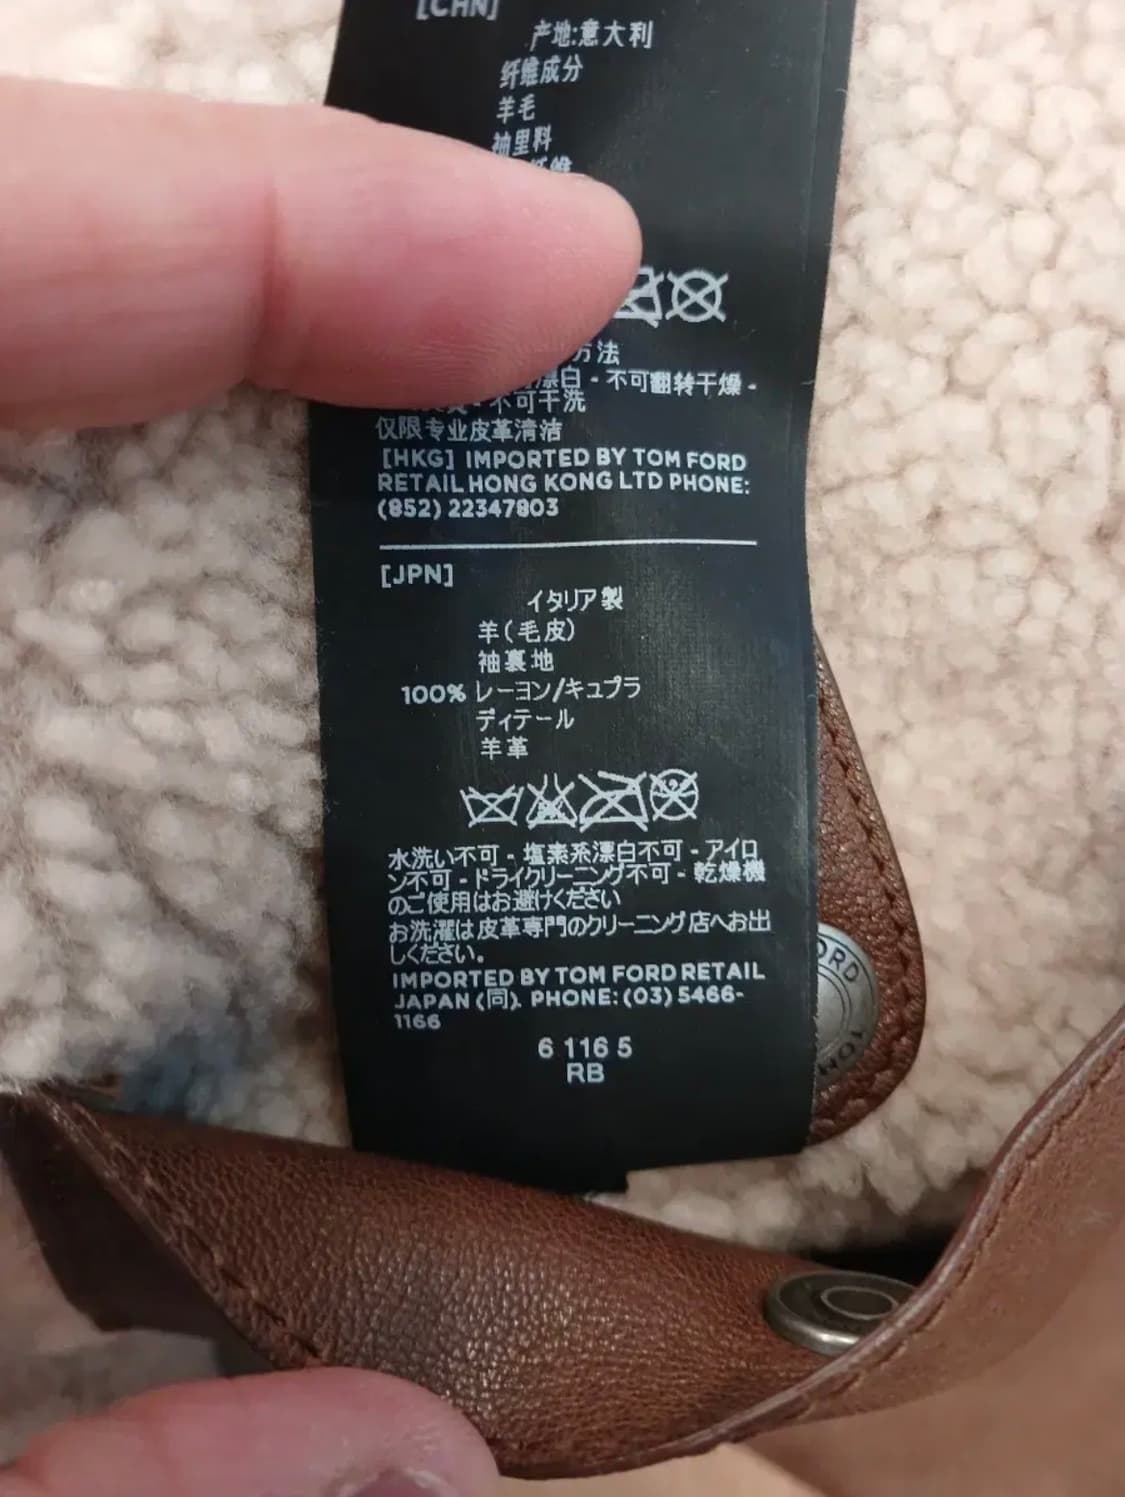 [CHN]
产地:意大利
纤维成分
羊毛
袖里料
纤维
方法
漂白 - 不可翻转干燥 -
- 不可干洗
仅限专业皮革清洁
[HKG] IMPORTED BY TOM FORD
RETAIL HONG KONG LTD PHONE:
(852) 22347803
[JPN]
イタリア製
羊(毛皮)
袖裏地
100% レーヨン/キュプラ
ディテール
羊革
水洗い不可 - 塩素系漂白不可 - アイロ
ン不可 - ドライクリーニング不可 - 乾燥機
のご使用はお避けください
お洗濯は皮革専門のクリーニング店へお出
しください。
IMPORTED BY TOM FORD RETAIL
JAPAN (同). PHONE: (03) 5466-
1166
6 116 5
RB
ORD
TOM